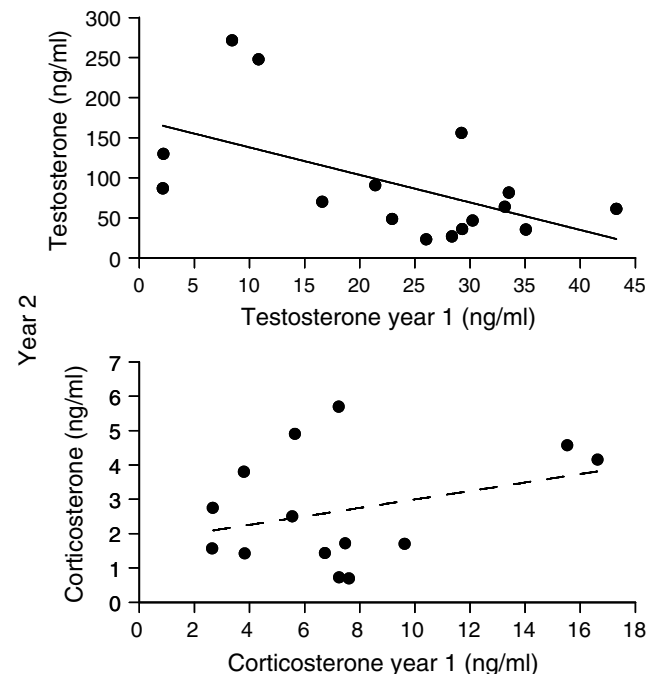 300
250
200
150
100
50
0
Testosterone (ng/ml)
0 5 10 15 20 25 30 35 40 45
Testosterone year 1 (ng/ml)
Year 2
7
6
5
4
3
2
1
0
Corticosterone (ng/ml)
0 2 4 6 8 10 12 14 16 18
Corticosterone year 1 (ng/ml)